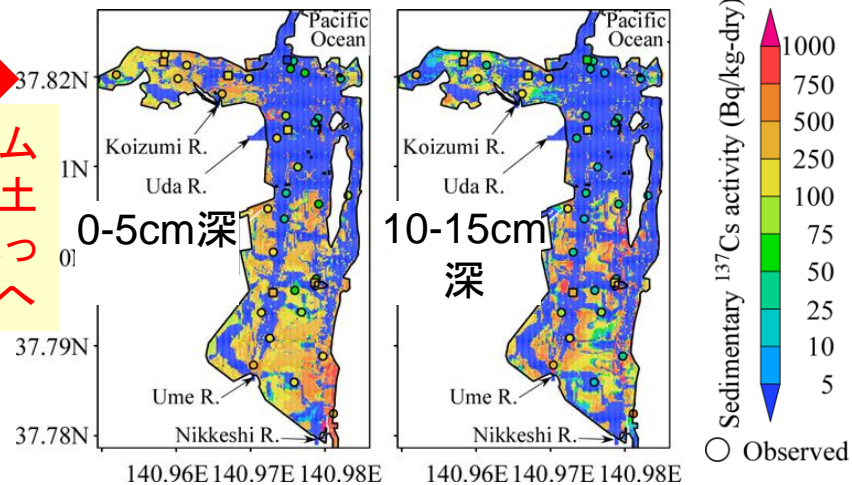 ム
土
っ
へ
37.82N
1N
37.79N
37.78N
Pacific
Ocean
Koizumi R.
Uda R.
0-5cm深
Ume R.
Nikkeshi R.
140.96E 140.97E 140.98E
Pacific
Ocean
Koizumi R.
Uda R.
10-15cm
深
Ume R.
Nikkeshi R.
140.96E 140.97E 140.98E
Sedimentary ¹³⁷Cs activity (Bq/kg-dry)
1000
750
500
250
100
75
50
25
10
5
Observed